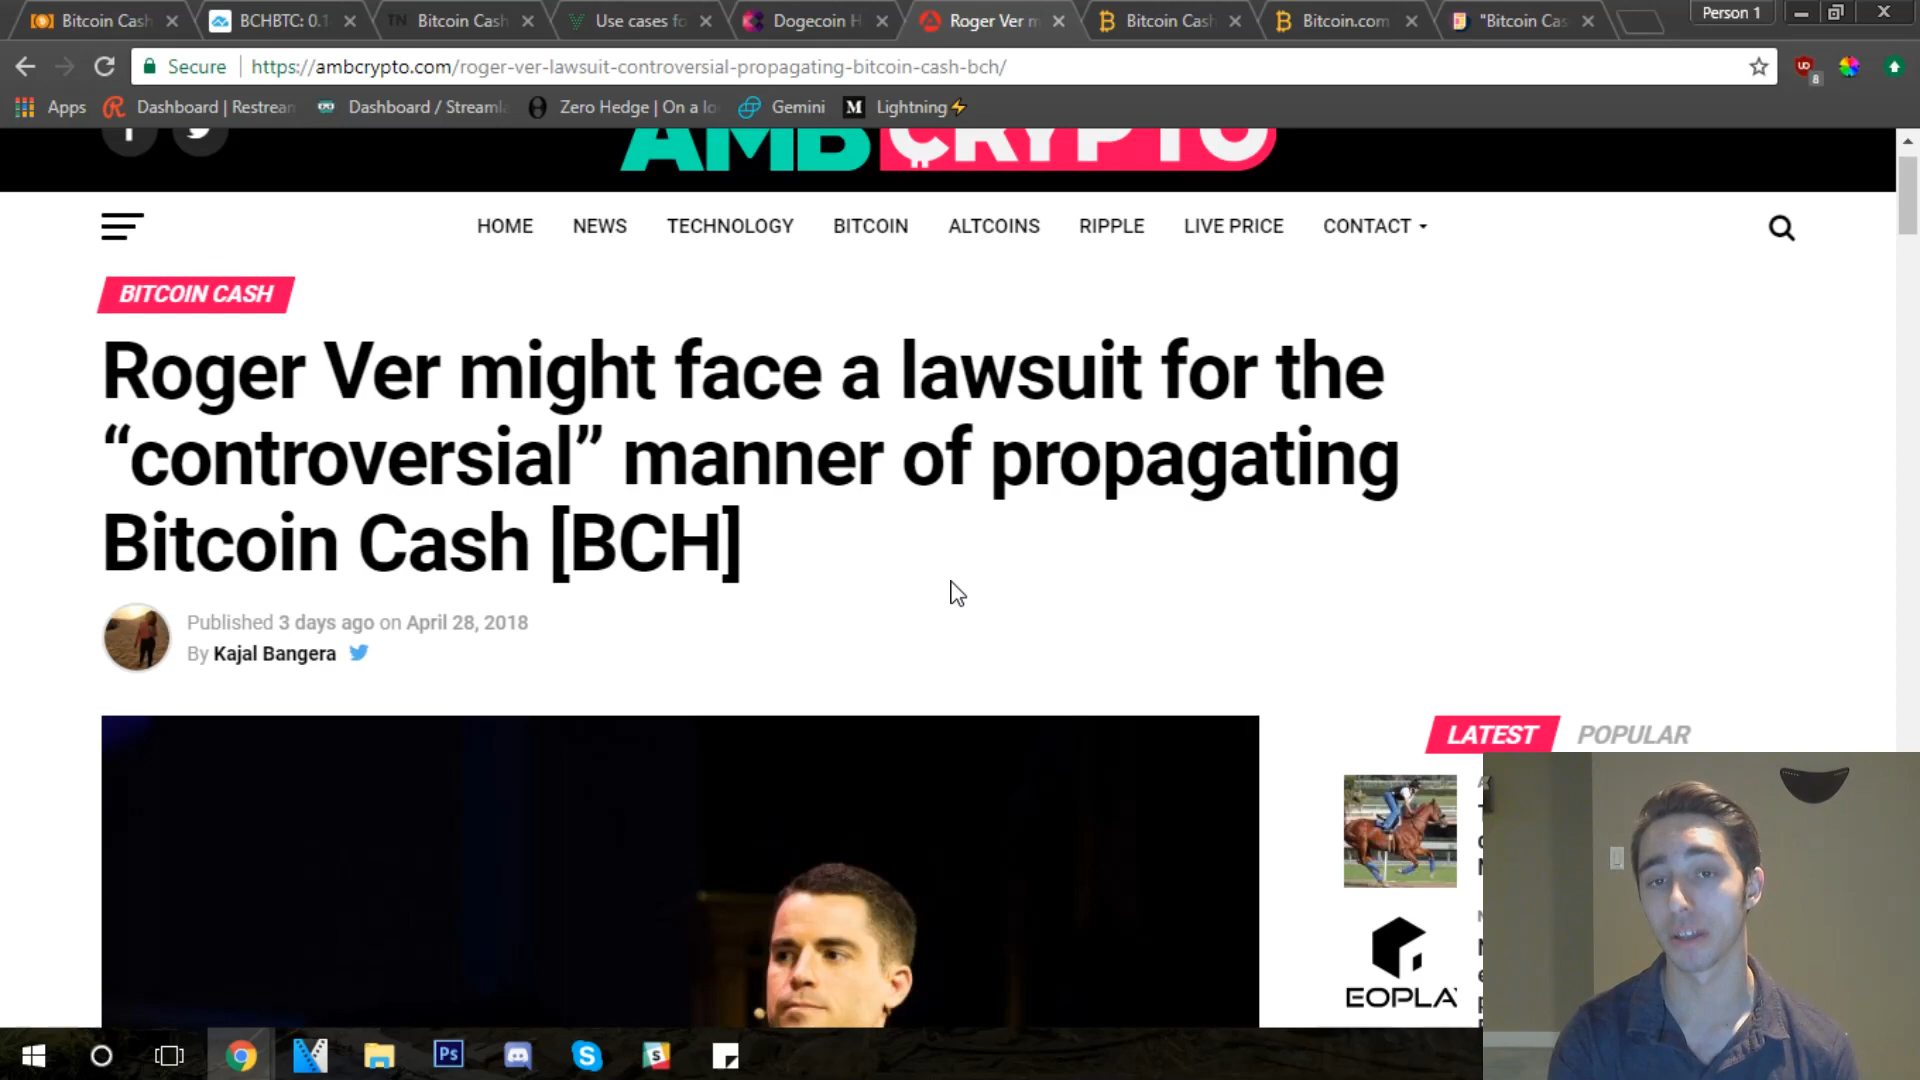 Bitcoin Cash
BCHBTC: 0.1
TN Bitcoin Cash
Use cases fo
Dogecoin H
Roger Ver m
Bitcoin Cash
Bitcoin.com
"Bitcoin Cas
Person 1
Secure https://ambcrypto.com/roger-ver-lawsuit-controversial-propagating-bitcoin-cash-bch/
8
Apps
Dashboard | Restrean
Dashboard / Streaml
Zero Hedge | On a lo
Gemini
M Lightning⚡
AMBCRYPTO
HOME NEWS TECHNOLOGY BITCOIN ALTCOINS RIPPLE LIVE PRICE CONTACT
BITCOIN CASH
Roger Ver might face a lawsuit for the
“controversial” manner of propagating
Bitcoin Cash [BCH]
Published 3 days ago on April 28, 2018
By Kajal Bangera
LATEST POPULAR
EOPLA
Ps